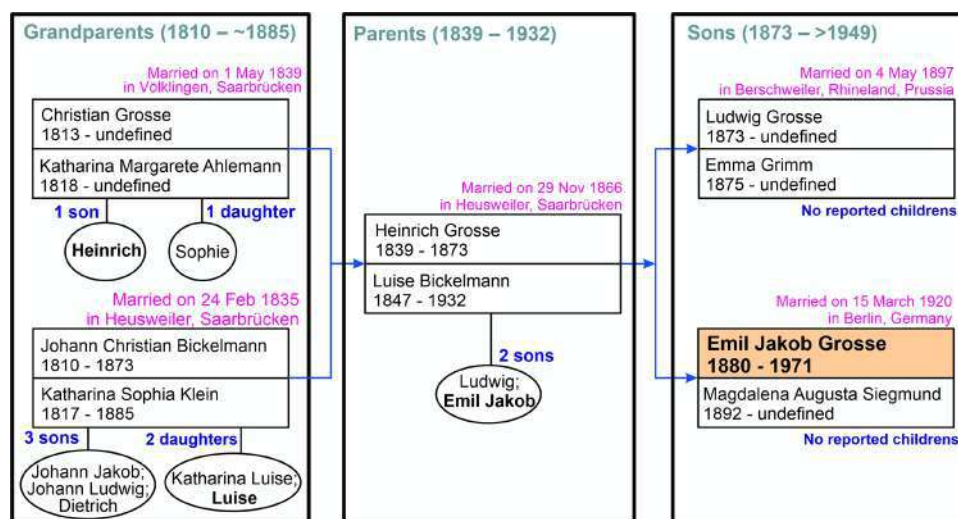 Grandparents (1810 – ~1885)
Married on 1 May 1839
in Völklingen, Saarbrücken
Christian Grosse
1813 - undefined
Katharina Margarete Ahlemann
1818 - undefined
1 son
1 daughter
Heinrich
Sophie
Married on 24 Feb 1835
in Heusweiler, Saarbrücken
Johann Christian Bickelmann
1810 - 1873
Katharina Sophia Klein
1817 - 1885
3 sons
2 daughters
Johann Jakob;
Johann Ludwig;
Dietrich
Katharina Luise;
Luise
Parents (1839 – 1932)
Married on 29 Nov 1866
in Heusweiler, Saarbrücken
Heinrich Grosse
1839 - 1873
Luise Bickelmann
1847 - 1932
2 sons
Ludwig;
Emil Jakob
Sons (1873 – >1949)
Married on 4 May 1897
in Berschweiler, Rhineland, Prussia
Ludwig Grosse
1873 - undefined
Emma Grimm
1875 - undefined
No reported childrens
Married on 15 March 1920
in Berlin, Germany
Emil Jakob Grosse
1880 - 1971
Magdalena Augusta Siegmund
1892 - undefined
No reported childrens